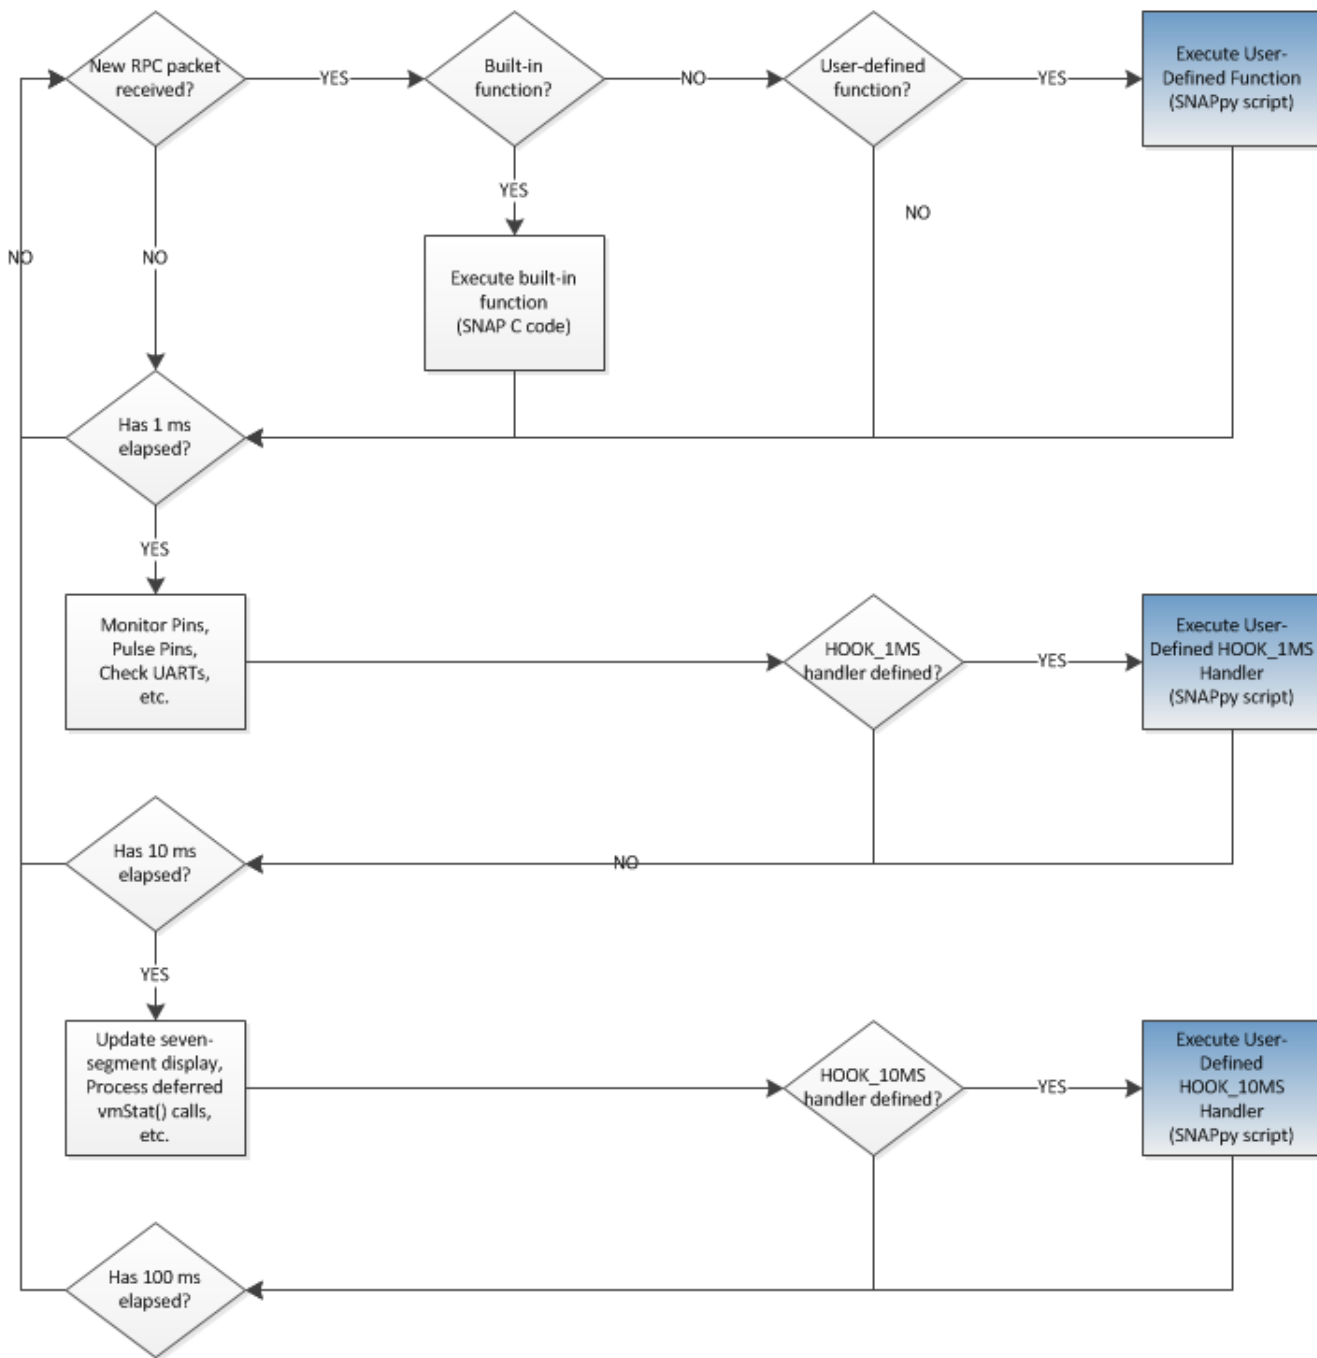 New RPC packet
received?
YES
Built-in
function?
NO
User-defined
function?
YES
Execute User-
Defined Function
(SNAPpy script)
YES
NO
NO
NO
Execute built-in
function
(SNAP C code)
Has 1 ms
elapsed?
YES
Monitor Pins,
Pulse Pins,
Check UARTs,
etc.
HOOK_1MS
handler defined?
YES
Execute User-
Defined HOOK_1MS
Handler
(SNAPpy script)
Has 10 ms
elapsed?
NO
YES
Update seven-
segment display,
Process deferred
vmStat() calls,
etc.
HOOK_10MS
handler defined?
YES
Execute User-
Defined
HOOK_10MS
Handler
(SNAPpy script)
Has 100 ms
elapsed?